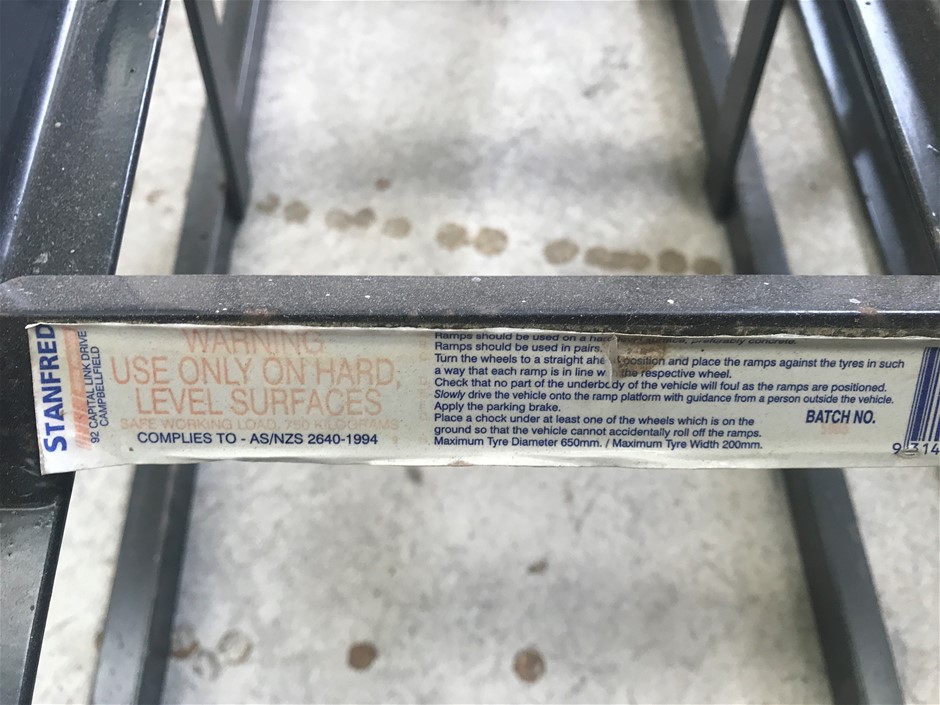 STANFRED
92 CAPITAL LINK DRIVE
CAMPBELLFIELD
WARNING
USE ONLY ON HARD,
LEVEL SURFACES
SAFE WORKING LOAD 750 KILOGRAMS
COMPLIES TO - AS/NZS 2640-1994
Ramps should be used on a preferably concrete.
Ramps should be used in pairs.
Turn the wheels to a straight position and place the ramps against the tyres in such
a way that each ramp is in line the respective wheel.
Check that no part of the underbody of the vehicle will foul as the ramps are positioned.
Slowly drive the vehicle onto the ramp platform with guidance from a person outside the vehicle.
Apply the parking brake.
Place a chock under at least one of the wheels which is on the
ground so that the vehicle cannot accidentally roll off the ramps.
Maximum Tyre Diameter 650mm. / Maximum Tyre Width 200mm.
BATCH NO.
9 314